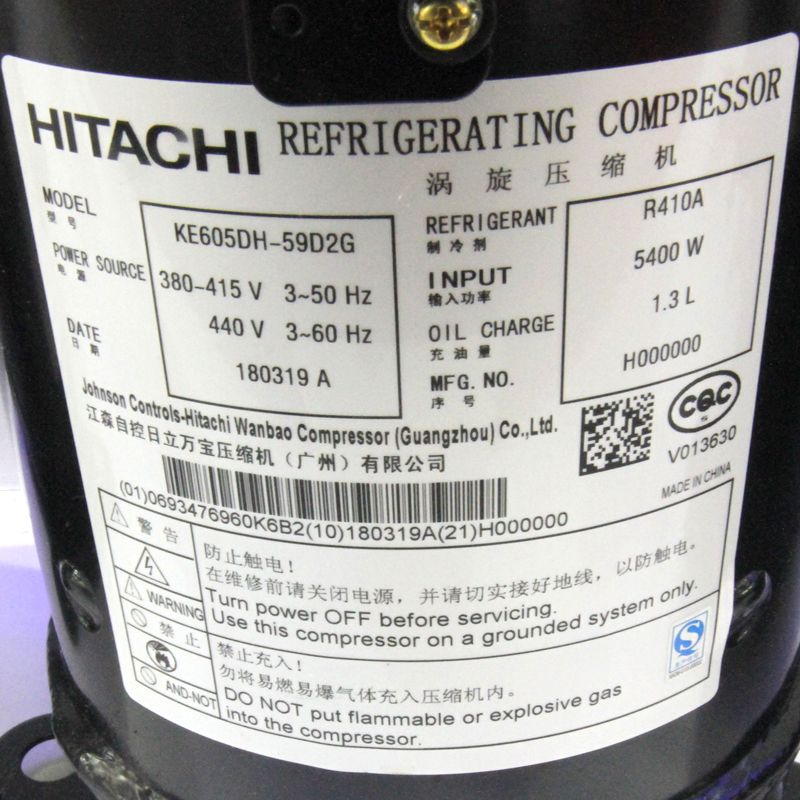 HITACHI REFRIGERATING COMPRESSOR
涡旋压缩机
MODEL
型号
KE605DH-59D2G
POWER SOURCE
电源
380-415 V 3~50 Hz
440 V 3~60 Hz
DATE
日期
180319 A
REFRIGERANT
制冷剂
R410A
INPUT
输入功率
5400 W
OIL CHARGE
充油量
1.3 L
MFG. NO.
序号
H000000
Johnson Controls-Hitachi Wanbao Compressor (Guangzhou) Co., Ltd.
江森自控日立万宝压缩机（广州）有限公司
CQC
V013630
MADE IN CHINA
(01)0693476960K6B2(10)180319A(21)H000000
警告
WARNING
防止触电！
在维修前请关闭电源，并请切实接好地线，以防触电。
Turn power OFF before servicing.
Use this compressor on a grounded system only.
禁止
AND-NOT
禁止充入！
勿将易燃易爆气体充入压缩机内。
DO NOT put flammable or explosive gas
into the compressor.